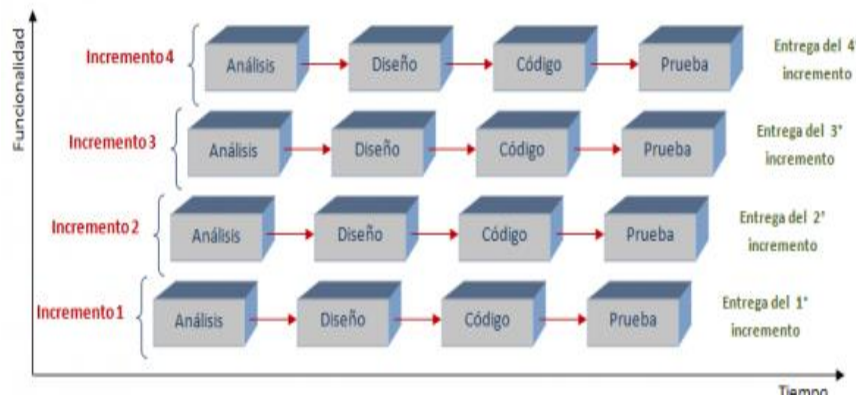 Funcionalidad
Incremento 4
Análisis
Diseño
Código
Prueba
Entrega del 4°
incremento
Incremento 3
Análisis
Diseño
Código
Prueba
Entrega del 3°
incremento
Incremento 2
Análisis
Diseño
Código
Prueba
Entrega del 2°
incremento
Incremento 1
Análisis
Diseño
Código
Prueba
Entrega del 1°
incremento
Tiempo